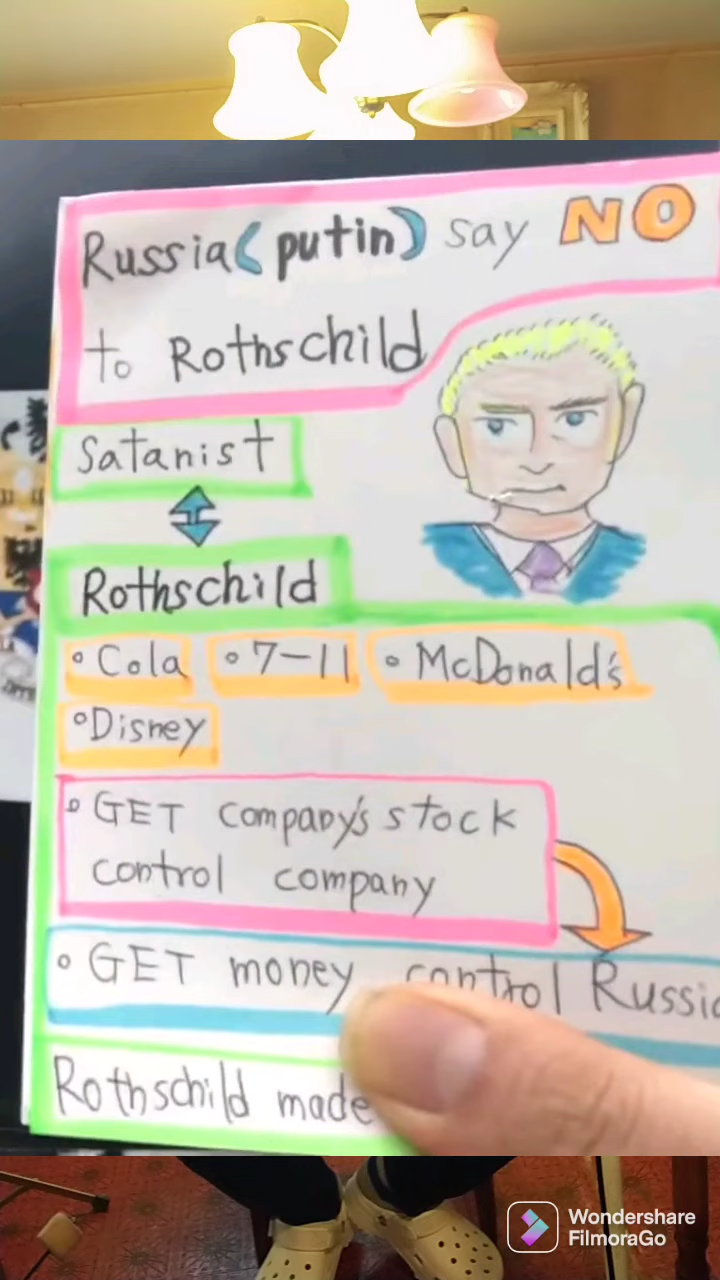 Russia(putin) say NO
to Rothschild
Satanist
Rothschild
◦ Cola ◦ 7-11 ◦ McDonald's
◦ Disney
◦ GET company's stock
control company
◦ GET money control Russia
Rothschild made
Wondershare
FilmoraGo